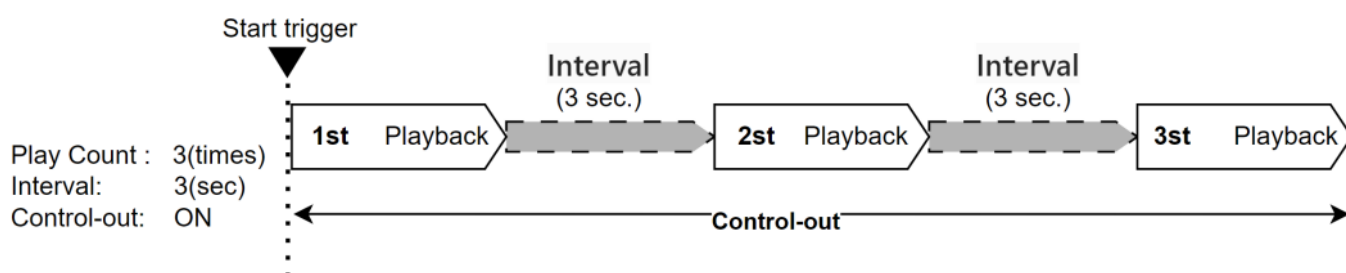 Start trigger
Interval
(3 sec.)
Interval
(3 sec.)
1st Playback
2st Playback
3st Playback
Play Count : 3(times)
Interval: 3(sec)
Control-out: ON
Control-out